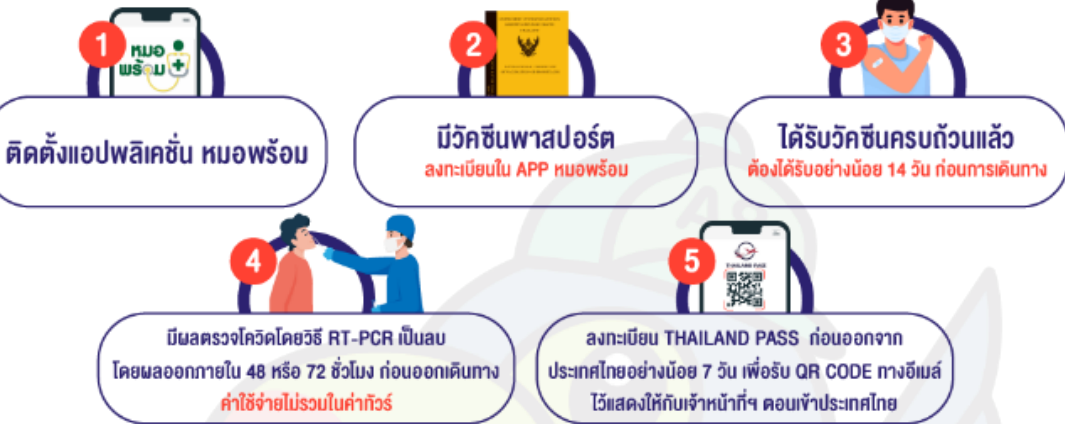 1
หมอ
พร้อม
ติดตั้งแอปพลิเคชั่น หมอพร้อม
2
มีวัคซีนพาสปอร์ต
ลงทะเบียนใน APP หมอพร้อม
3
ได้รับวัคซีนครบถ้วนแล้ว
ต้องได้รับอย่างน้อย 14 วัน ก่อนการเดินทาง
4
มีผลตรวจโควิดโดยวิธี RT-PCR เป็นลบ
โดยผลออกภายใน 48 หรือ 72 ชั่วโมง ก่อนออกเดินทาง
ค่าใช้จ่ายไม่รวมในค่าทัวร์
5
THAILAND PASS
ลงทะเบียน THAILAND PASS ก่อนออกจาก
ประเทศไทยอย่างน้อย 7 วัน เพื่อรับ QR CODE ทางอีเมล์
ไว้แสดงให้กับเจ้าหน้าที่ฯ ตอนเข้าประเทศไทย